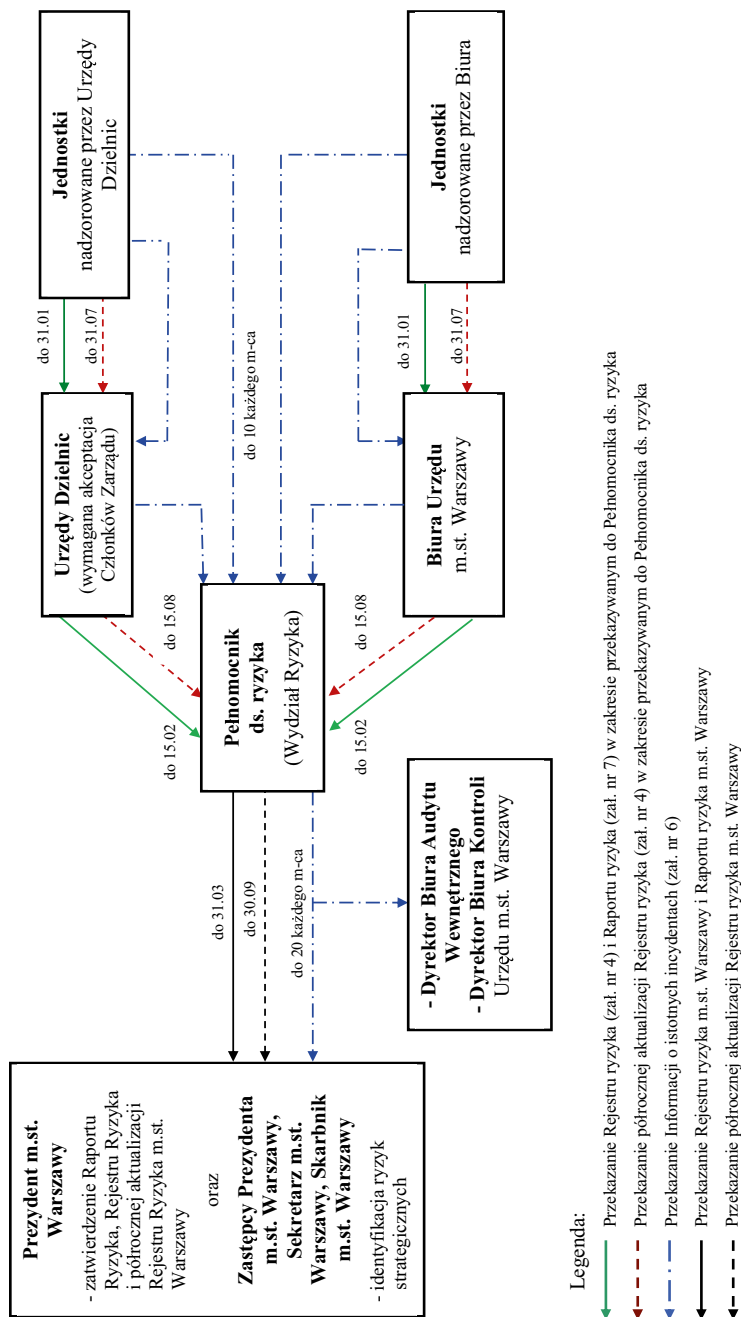 Prezydent m.st.
Warszawy
- zatwierdzenie Raportu
Ryzyka, Rejestru Ryzyka
i półrocznej aktualizacji
Rejestru Ryzyka m.st.
Warszawy
oraz
Zastępcy Prezydenta
m.st. Warszawy,
Sekretarz m.st.
Warszawy, Skarbnik
m.st. Warszawy
- identyfikacja ryzyk
strategicznych
do 31.03
do 30.09
do 20 każdego m-ca
- Dyrektor Biura Audytu
Wewnętrznego
- Dyrektor Biura Kontroli
Urzędu m.st. Warszawy
Pełnomocnik
ds. ryzyka
(Wydział Ryzyka)
do 15.02
do 15.08
do 15.02
do 15.08
Urzędy Dzielnic
(wymagana akceptacja
Członków Zarządu)
do 10 każdego m-ca
Biura Urzędu
m.st. Warszawy
do 31.01
do 31.07
do 31.01
do 31.07
Jednostki
nadzorowane przez Urzędy
Dzielnic
Jednostki
nadzorowane przez Biura
Legenda:
Przekazanie Rejestru ryzyka (zał. nr 4) i Raportu ryzyka (zał. nr 7) w zakresie przekazywanym do Pełnomocnika ds. ryzyka
Przekazanie półrocznej aktualizacji Rejestru ryzyka (zał. nr 4) w zakresie przekazywanym do Pełnomocnika ds. ryzyka
Przekazanie Informacji o istotnych incydentach (zał. nr 6)
Przekazanie Rejestru ryzyka m.st. Warszawy i Raportu ryzyka m.st. Warszawy
Przekazanie półrocznej aktualizacji Rejestru ryzyka m.st. Warszawy